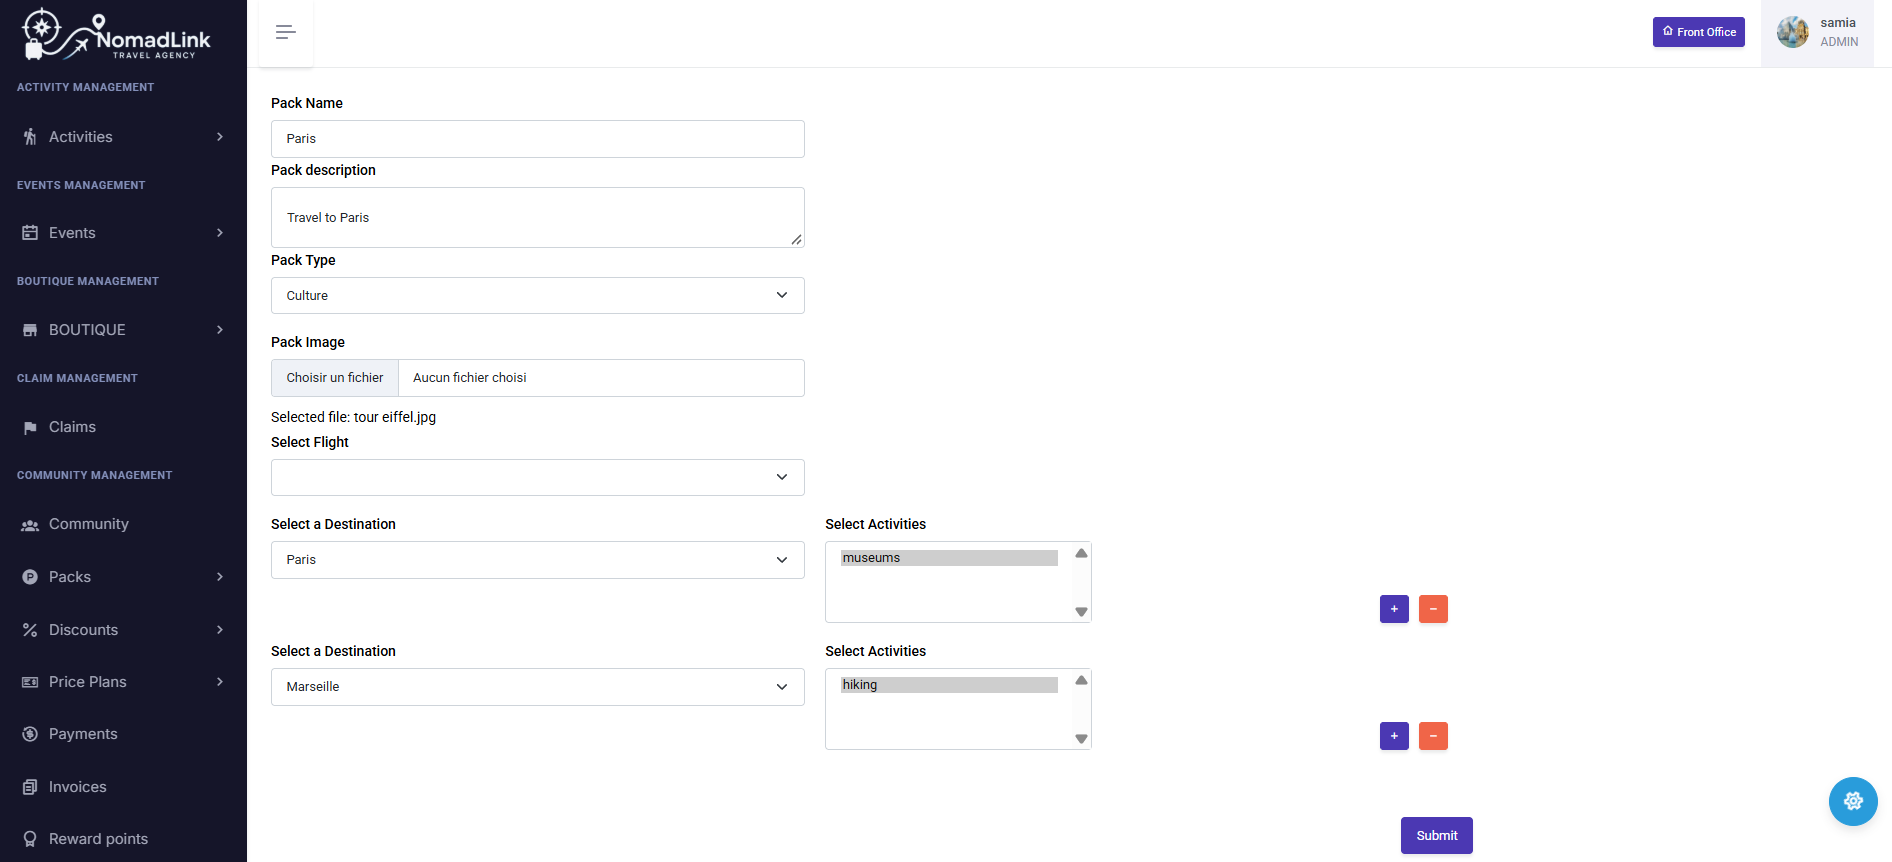 NomadLink
TRAVEL AGENCY
ACTIVITY MANAGEMENT
Activities
EVENTS MANAGEMENT
Events
BOUTIQUE MANAGEMENT
BOUTIQUE
CLAIM MANAGEMENT
Claims
COMMUNITY MANAGEMENT
Community
Packs
Discounts
Price Plans
Payments
Invoices
Reward points
Front Office
samia
ADMIN
Pack Name
Paris
Pack description
Travel to Paris
Pack Type
Culture
Pack Image
Choisir un fichier Aucun fichier choisi
Selected file: tour eiffel.jpg
Select Flight
Select a Destination Select Activities
Paris museums
+ −
Select a Destination Select Activities
Marseille hiking
+ −
Submit